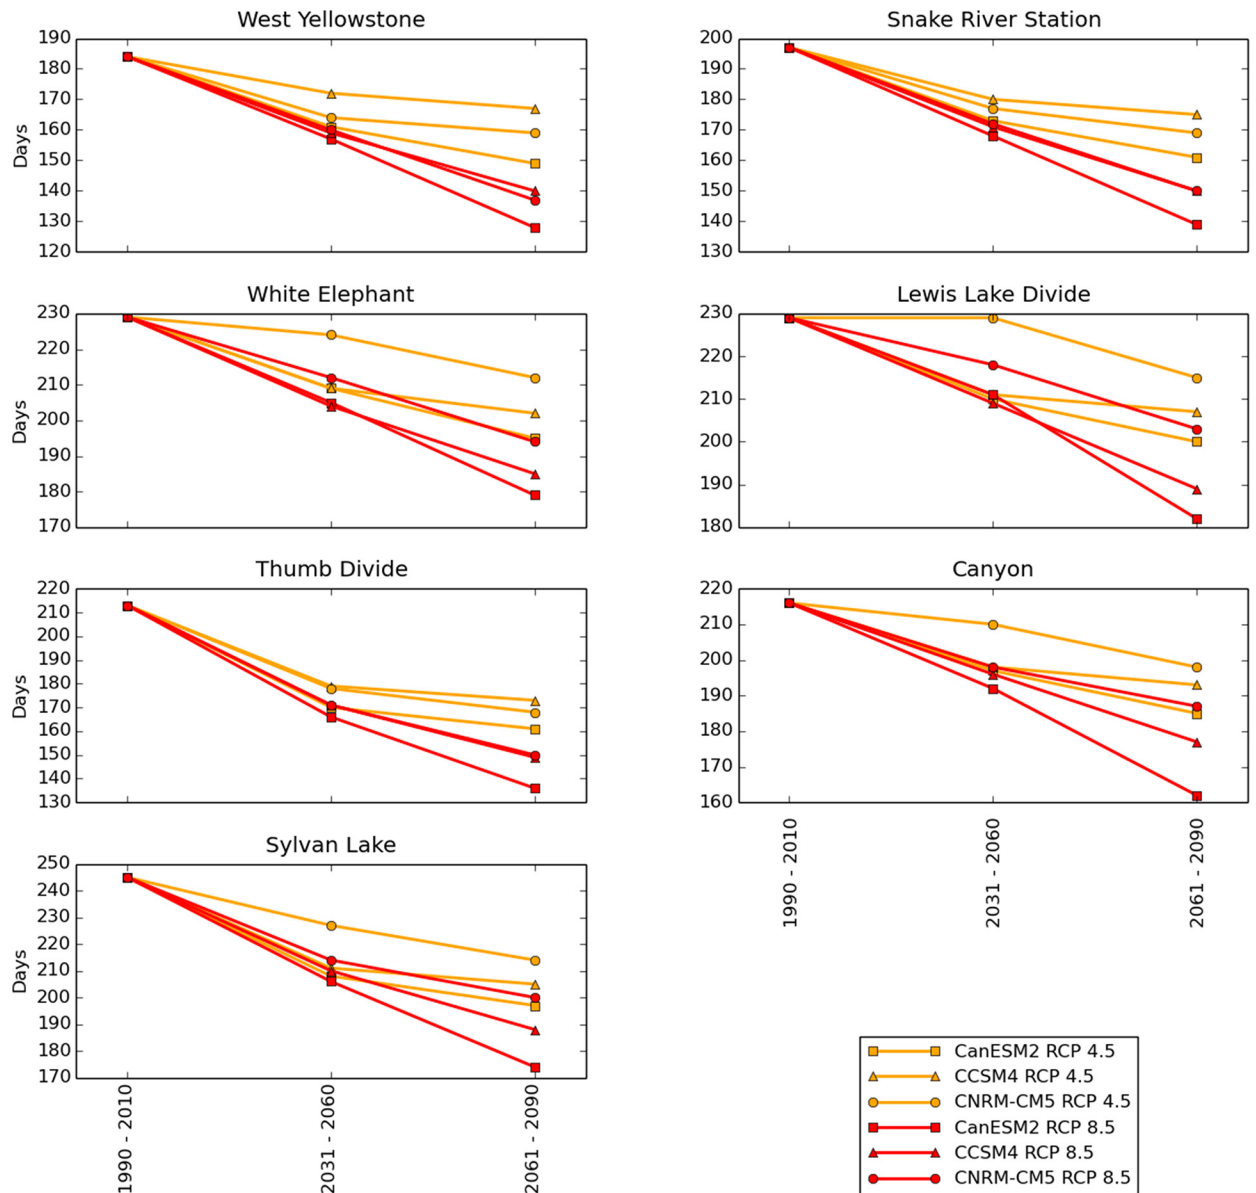 West Yellowstone
190
180
170
160
150
140
130
120
Days
Snake River Station
200
190
180
170
160
150
140
130
White Elephant
230
220
210
200
190
180
170
Days
Lewis Lake Divide
230
220
210
200
190
180
Thumb Divide
220
210
200
190
180
170
160
150
140
130
Days
Canyon
220
210
200
190
180
170
160
1990 - 2010
2031 - 2060
2061 - 2090
Sylvan Lake
250
240
230
220
210
200
190
180
170
Days
1990 - 2010
2031 - 2060
2061 - 2090
CanESM2 RCP 4.5
CCSM4 RCP 4.5
CNRM-CM5 RCP 4.5
CanESM2 RCP 8.5
CCSM4 RCP 8.5
CNRM-CM5 RCP 8.5